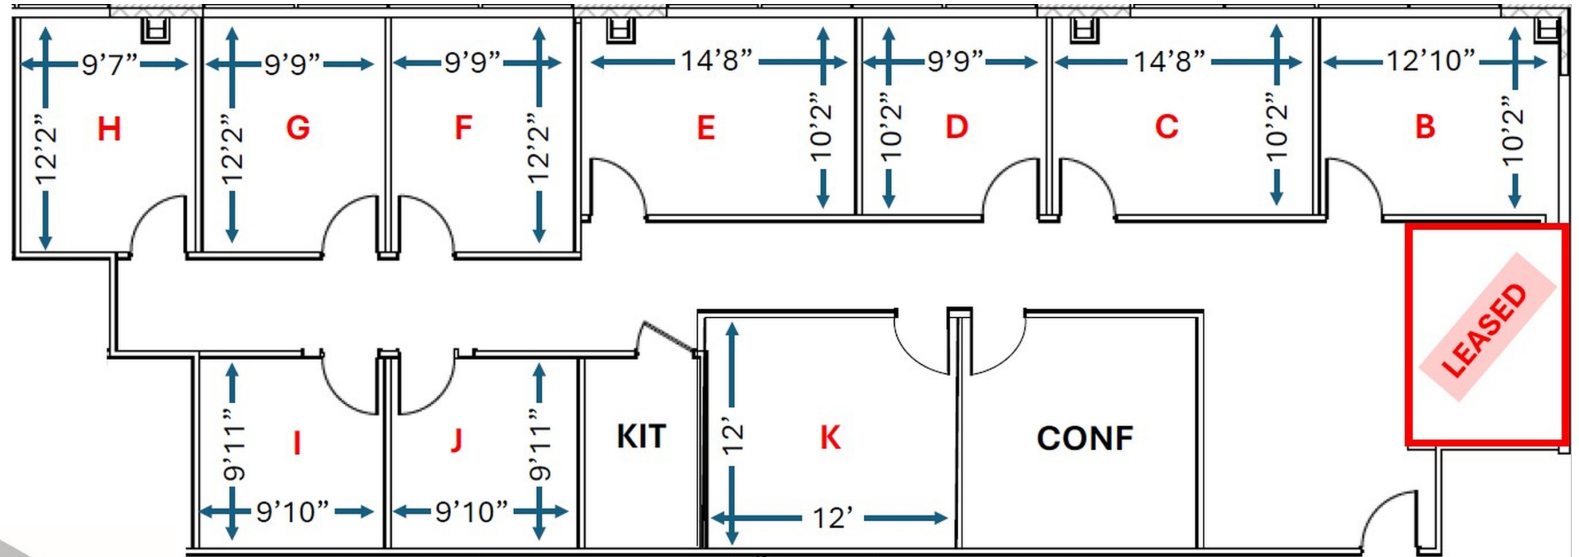 9’7”
9’9”
9’9”
14’8”
9’9”
14’8”
12’10”
H
G
F
E
D
C
B
12’2”
12’2”
12’2”
10’2”
10’2”
10’2”
10’2”
LEASED
I
J
KIT
K
CONF
9’11”
9’11”
12'
9’10”
9’10”
12'